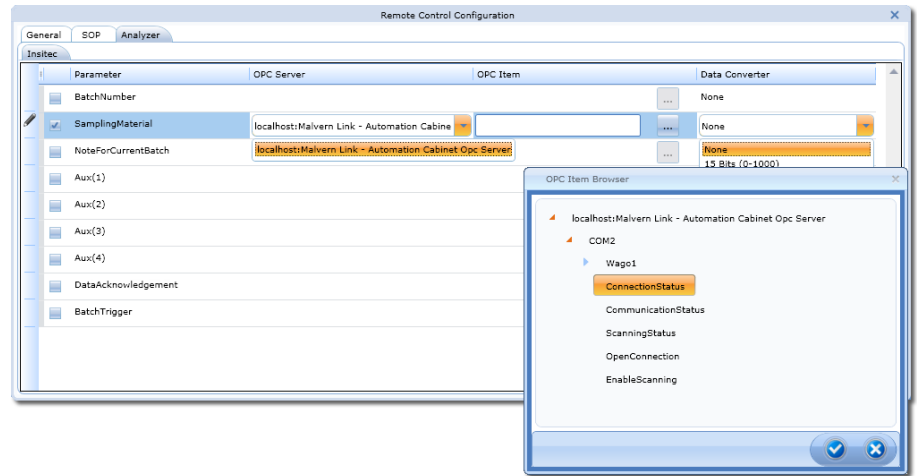 Remote Control Configuration
General SOP Analyzer
Insitec
Parameter OPC Server OPC Item Data Converter
BatchNumber ... None
SamplingMaterial localhost:Malvern Link - Automation Cabine ... None
NoteForCurrentBatch localhost:Malvern Link - Automation Cabinet Opc Server ... None
15 Bits (0-1000)
Aux(1)
Aux(2)
Aux(3)
Aux(4)
DataAcknowledgement
BatchTrigger
OPC Item Browser
localhost:Malvern Link - Automation Cabinet Opc Server
COM2
Wago1
ConnectionStatus
CommunicationStatus
ScanningStatus
OpenConnection
EnableScanning